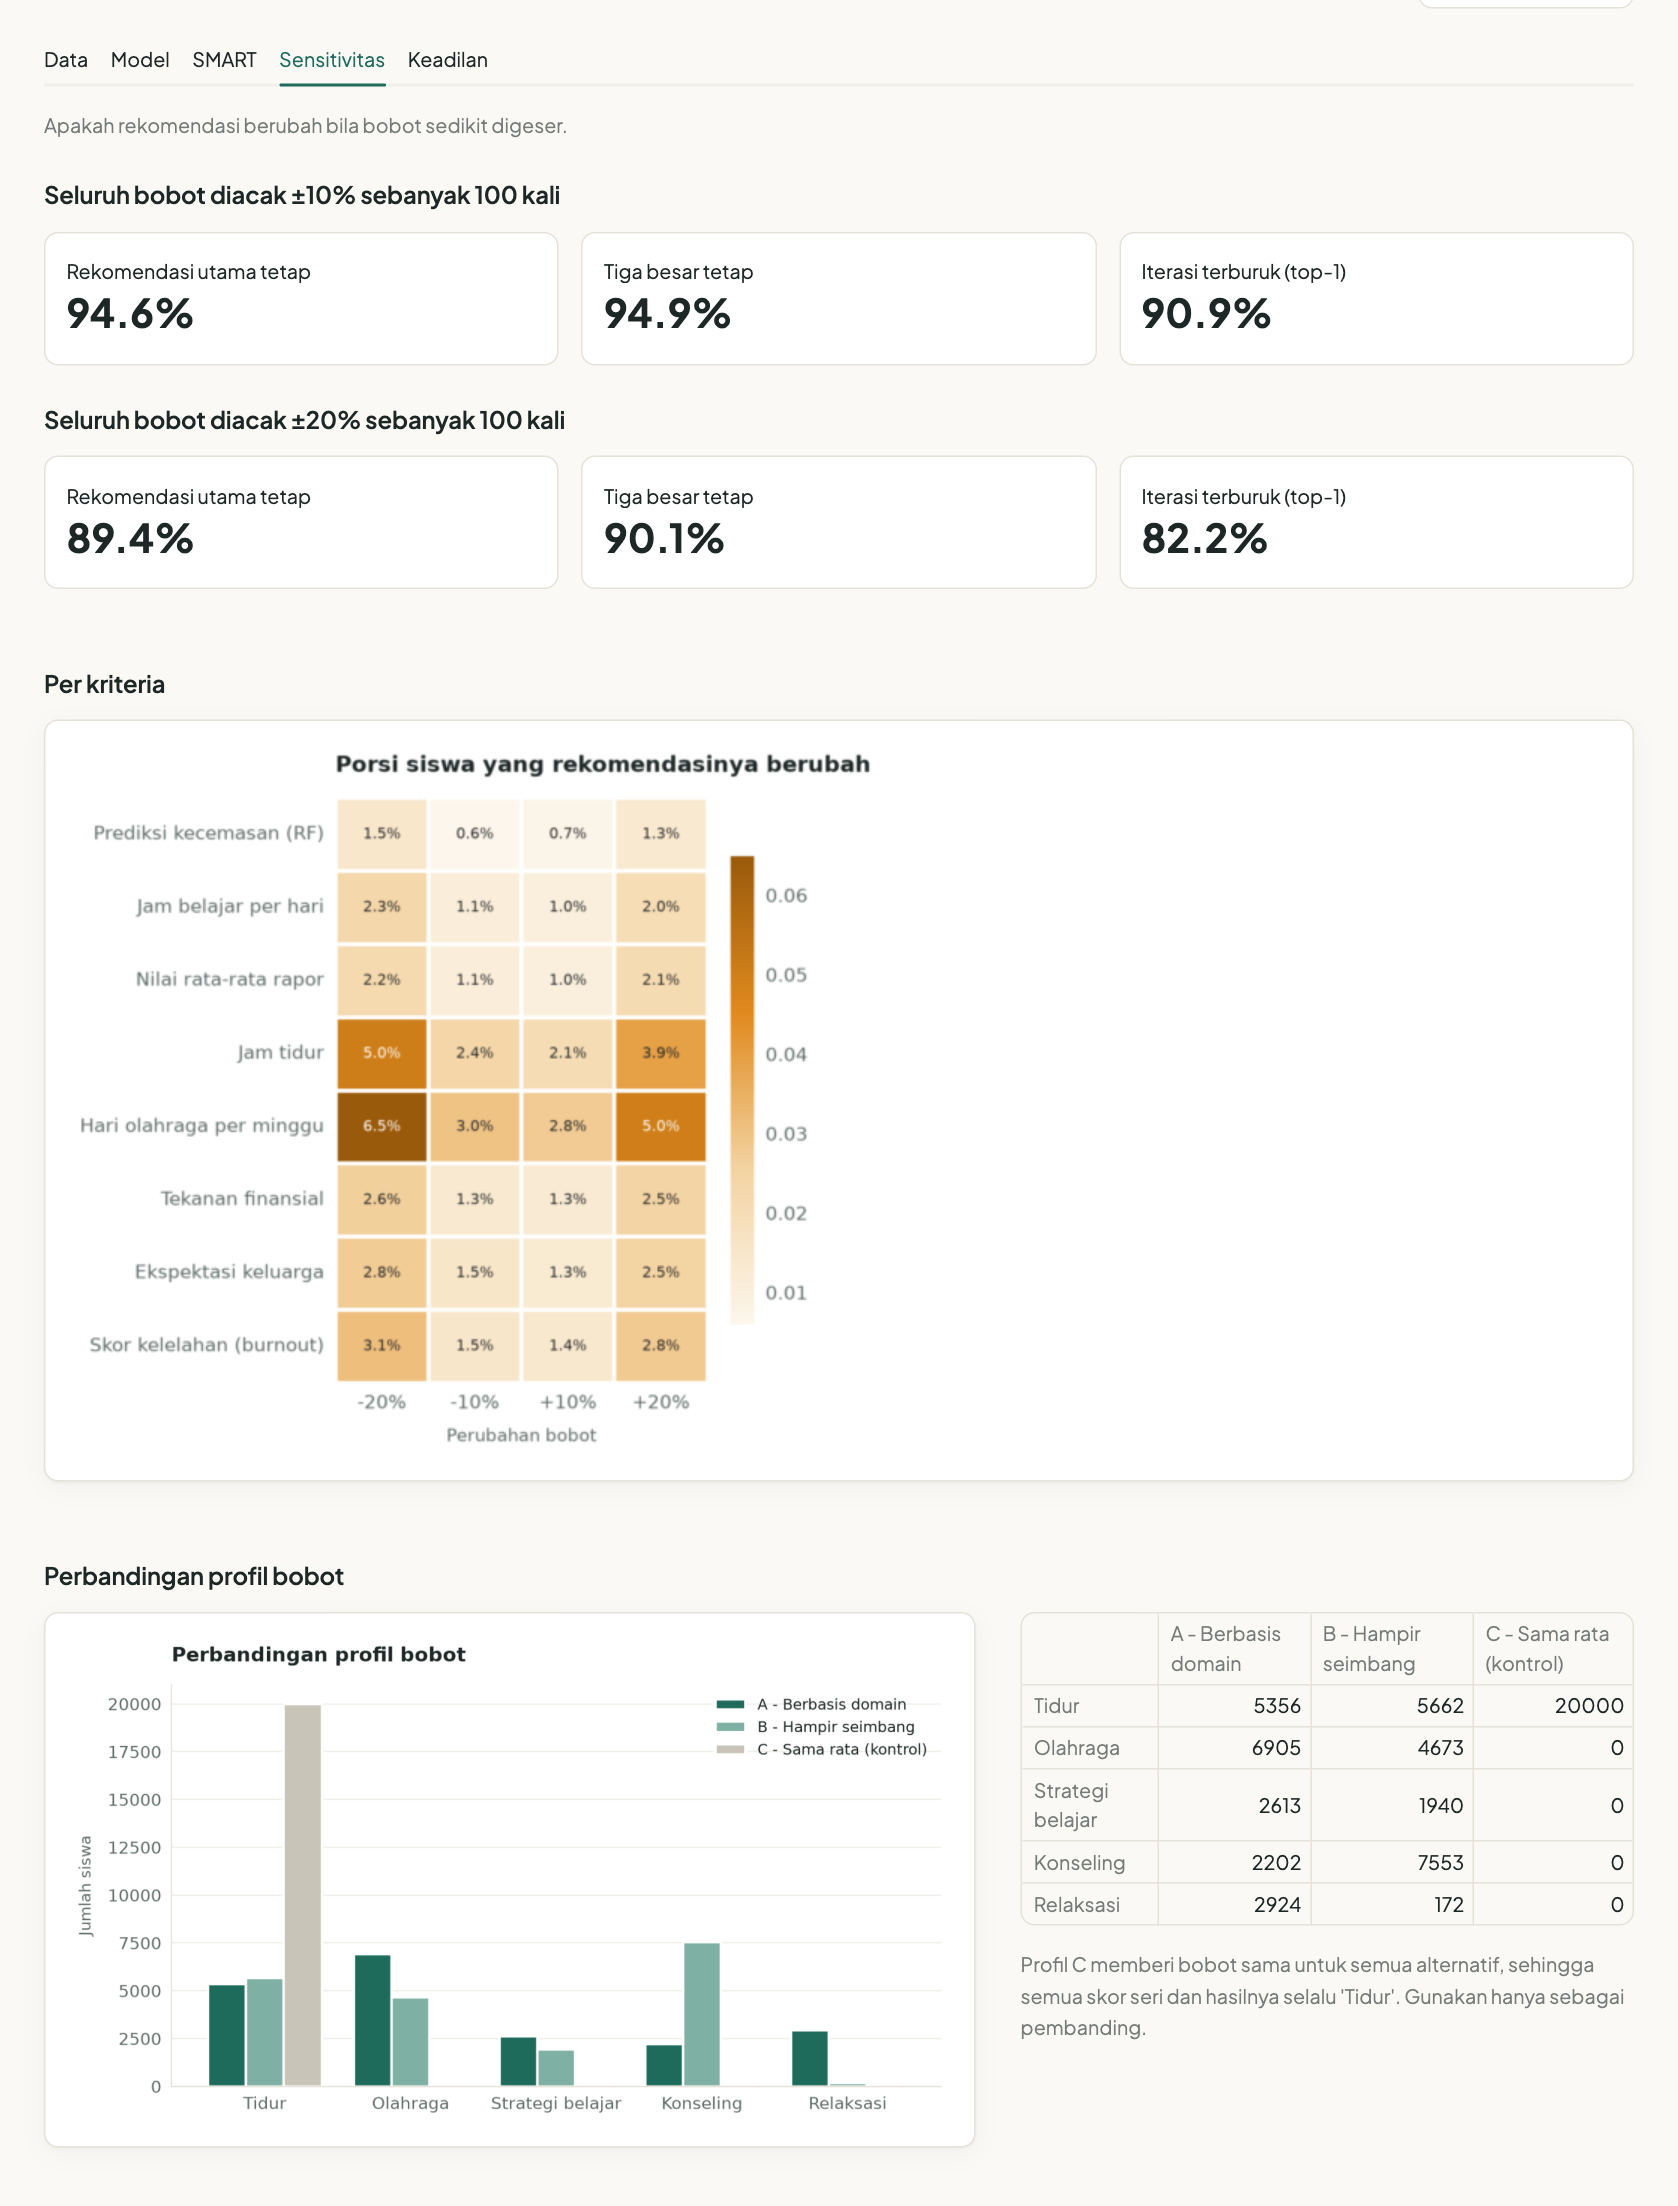 Data Model SMART Sensitivitas Keadilan
Apakah rekomendasi berubah bila bobot sedikit digeser.
Seluruh bobot diacak ±10% sebanyak 100 kali
Rekomendasi utama tetap
94.6%
Tiga besar tetap
94.9%
Iterasi terburuk (top-1)
90.9%
Seluruh bobot diacak ±20% sebanyak 100 kali
Rekomendasi utama tetap
89.4%
Tiga besar tetap
90.1%
Iterasi terburuk (top-1)
82.2%
Per kriteria
Porsi siswa yang rekomendasinya berubah
Prediksi kecemasan (RF) 1.5% 0.6% 0.7% 1.3%
Jam belajar per hari 2.3% 1.1% 1.0% 2.0%
Nilai rata-rata rapor 2.2% 1.1% 1.0% 2.1%
Jam tidur 5.0% 2.4% 2.1% 3.9%
Hari olahraga per minggu 6.5% 3.0% 2.8% 5.0%
Tekanan finansial 2.6% 1.3% 1.3% 2.5%
Ekspektasi keluarga 2.8% 1.5% 1.3% 2.5%
Skor kelelahan (burnout) 3.1% 1.5% 1.4% 2.8%
-20% -10% +10% +20%
Perubahan bobot
0.06
0.05
0.04
0.03
0.02
0.01
Perbandingan profil bobot
Perbandingan profil bobot
A - Berbasis domain
B - Hampir seimbang
C - Sama rata (kontrol)
Jumlah siswa
20000
17500
15000
12500
10000
7500
5000
2500
0
Tidur Olahraga Strategi belajar Konseling Relaksasi
A - Berbasis B - Hampir C - Sama rata
domain seimbang (kontrol)
Tidur 5356 5662 20000
Olahraga 6905 4673 0
Strategi
belajar 2613 1940 0
Konseling 2202 7553 0
Relaksasi 2924 172 0
Profil C memberi bobot sama untuk semua alternatif, sehingga
semua skor seri dan hasilnya selalu 'Tidur'. Gunakan hanya sebagai
pembanding.